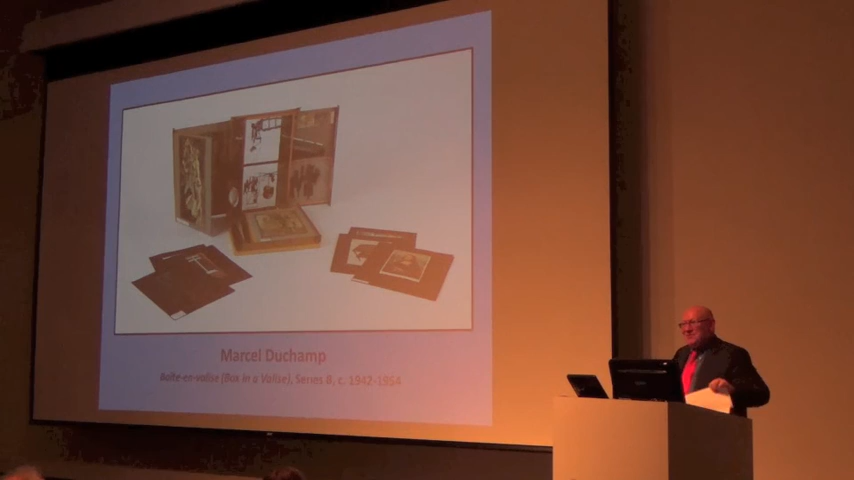 Marcel Duchamp
Boîte-en-valise (Box in a Valise), Series B, c. 1942-1954